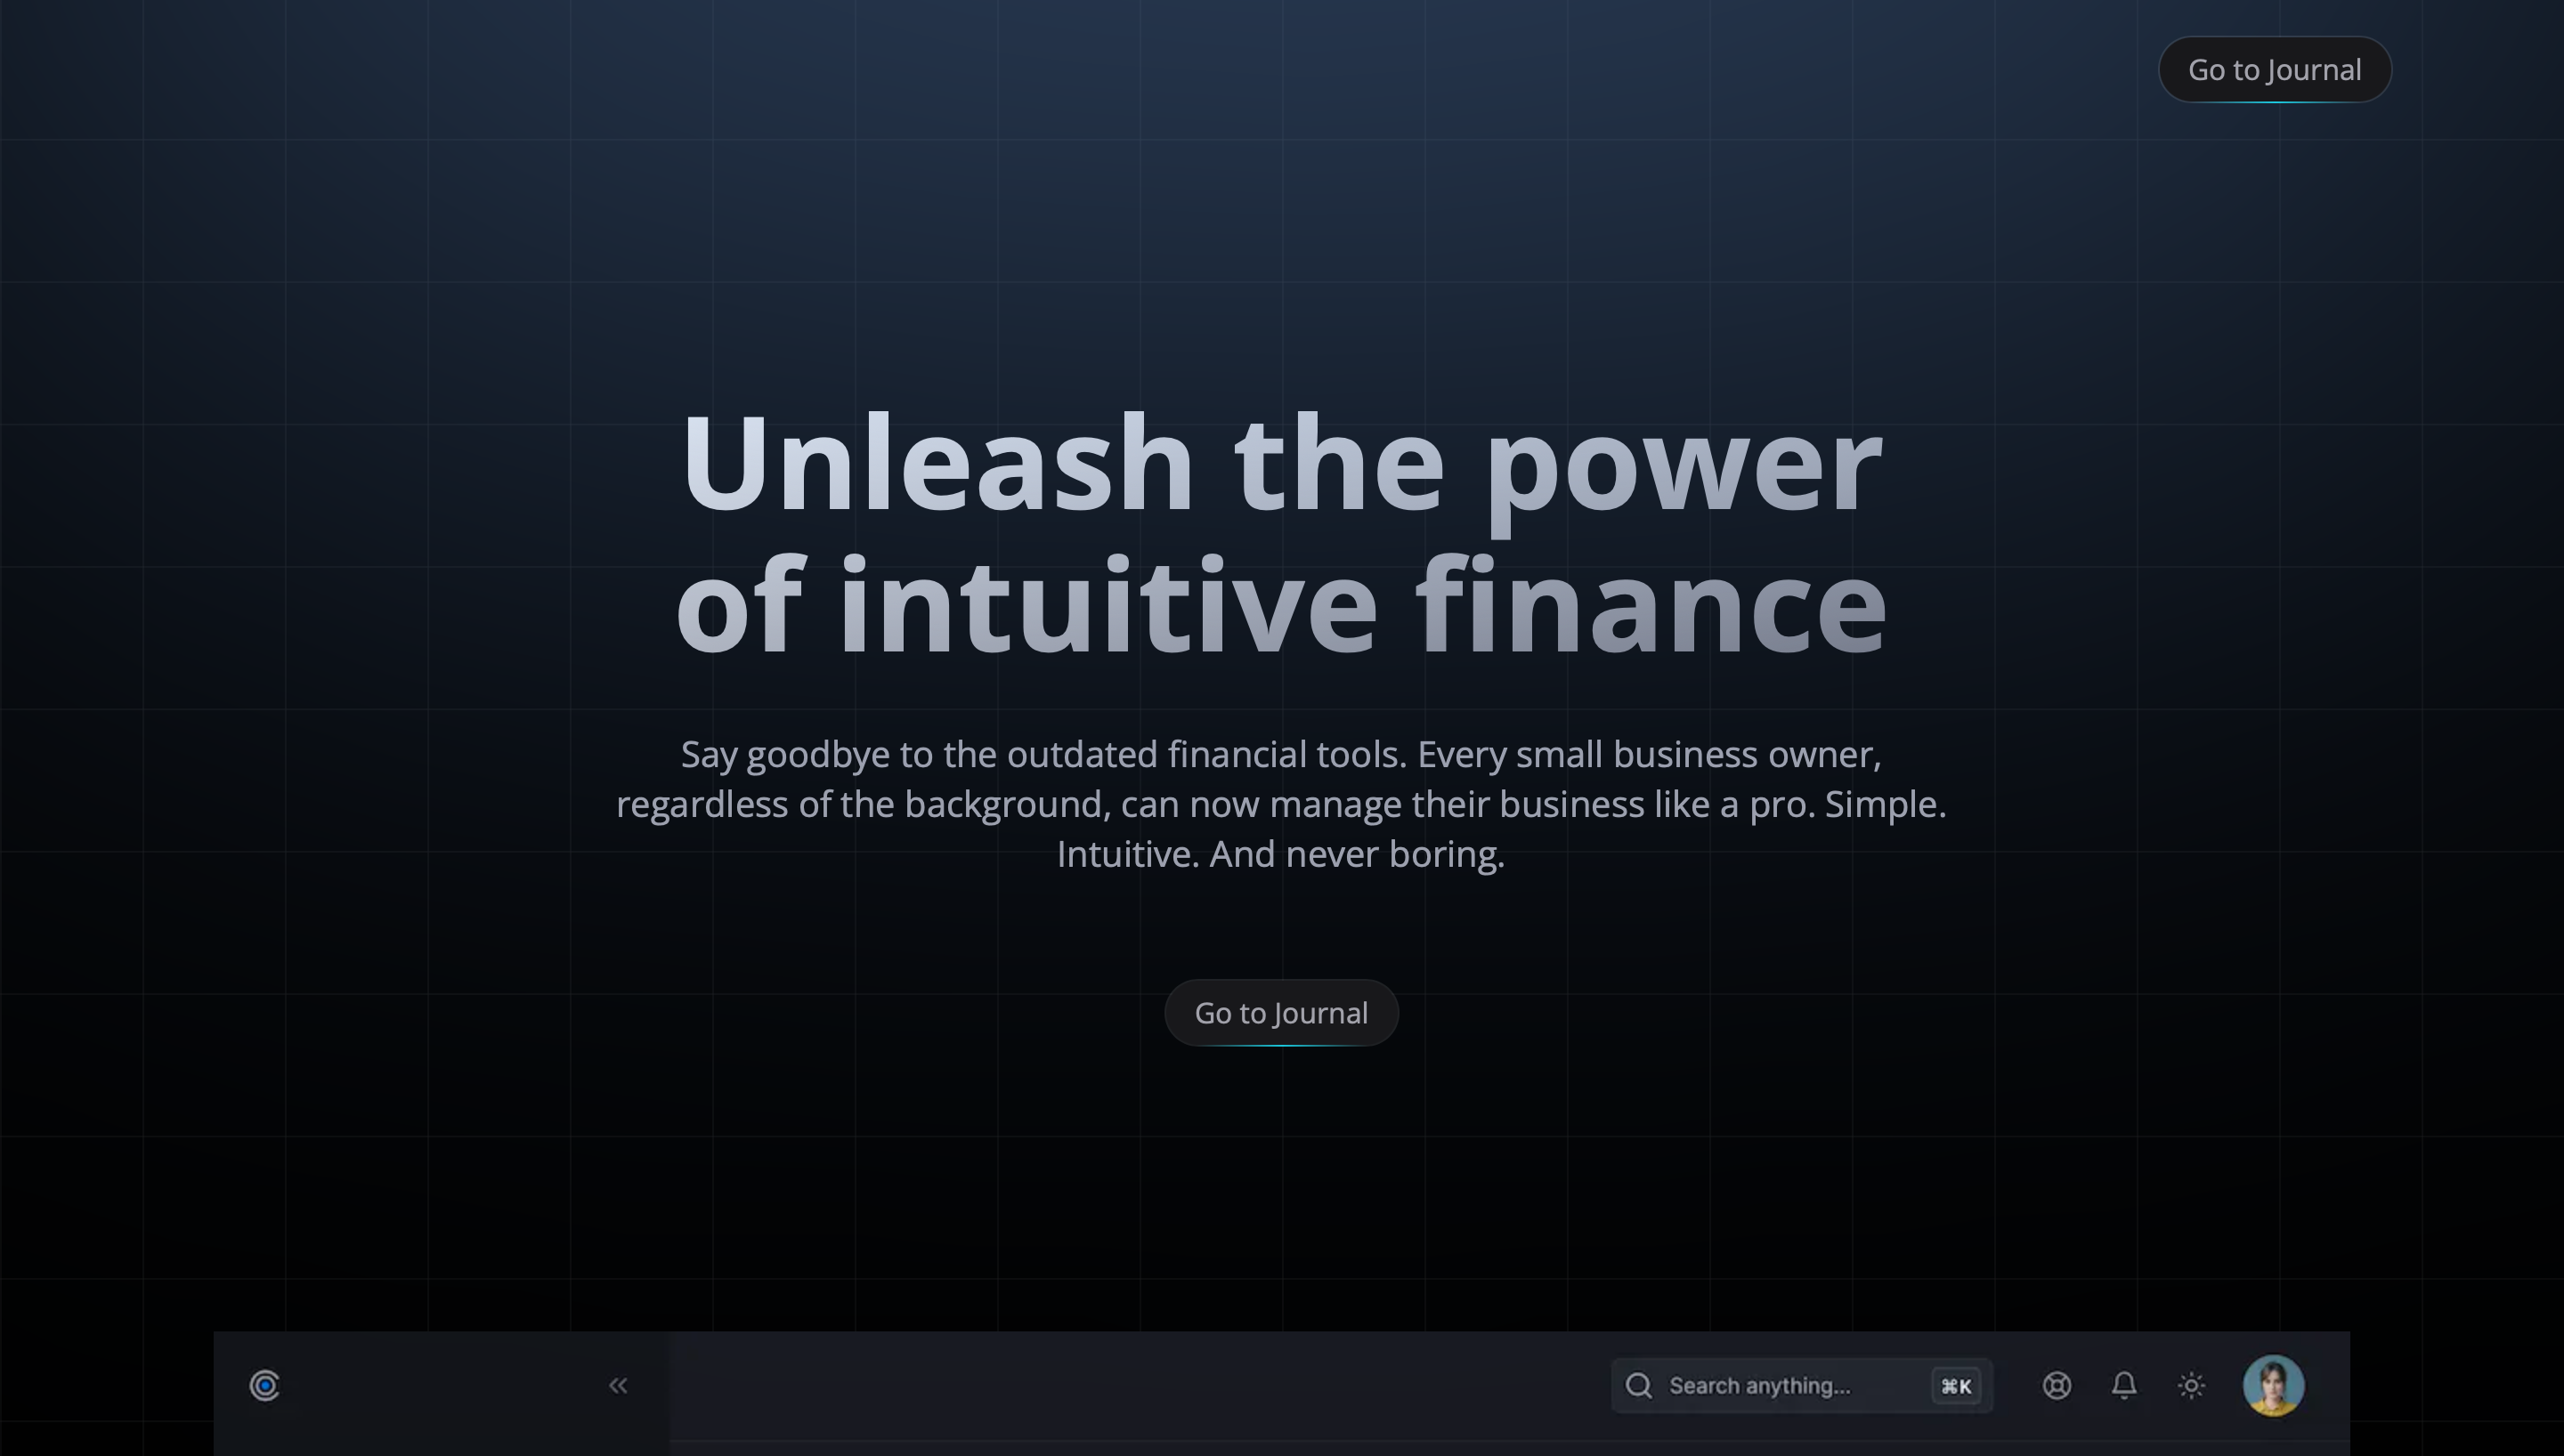 Go to Journal
Unleash the power
of intuitive finance
Say goodbye to the outdated financial tools. Every small business owner,
regardless of the background, can now manage their business like a pro. Simple.
Intuitive. And never boring.
Go to Journal
Search anything... ⌘K